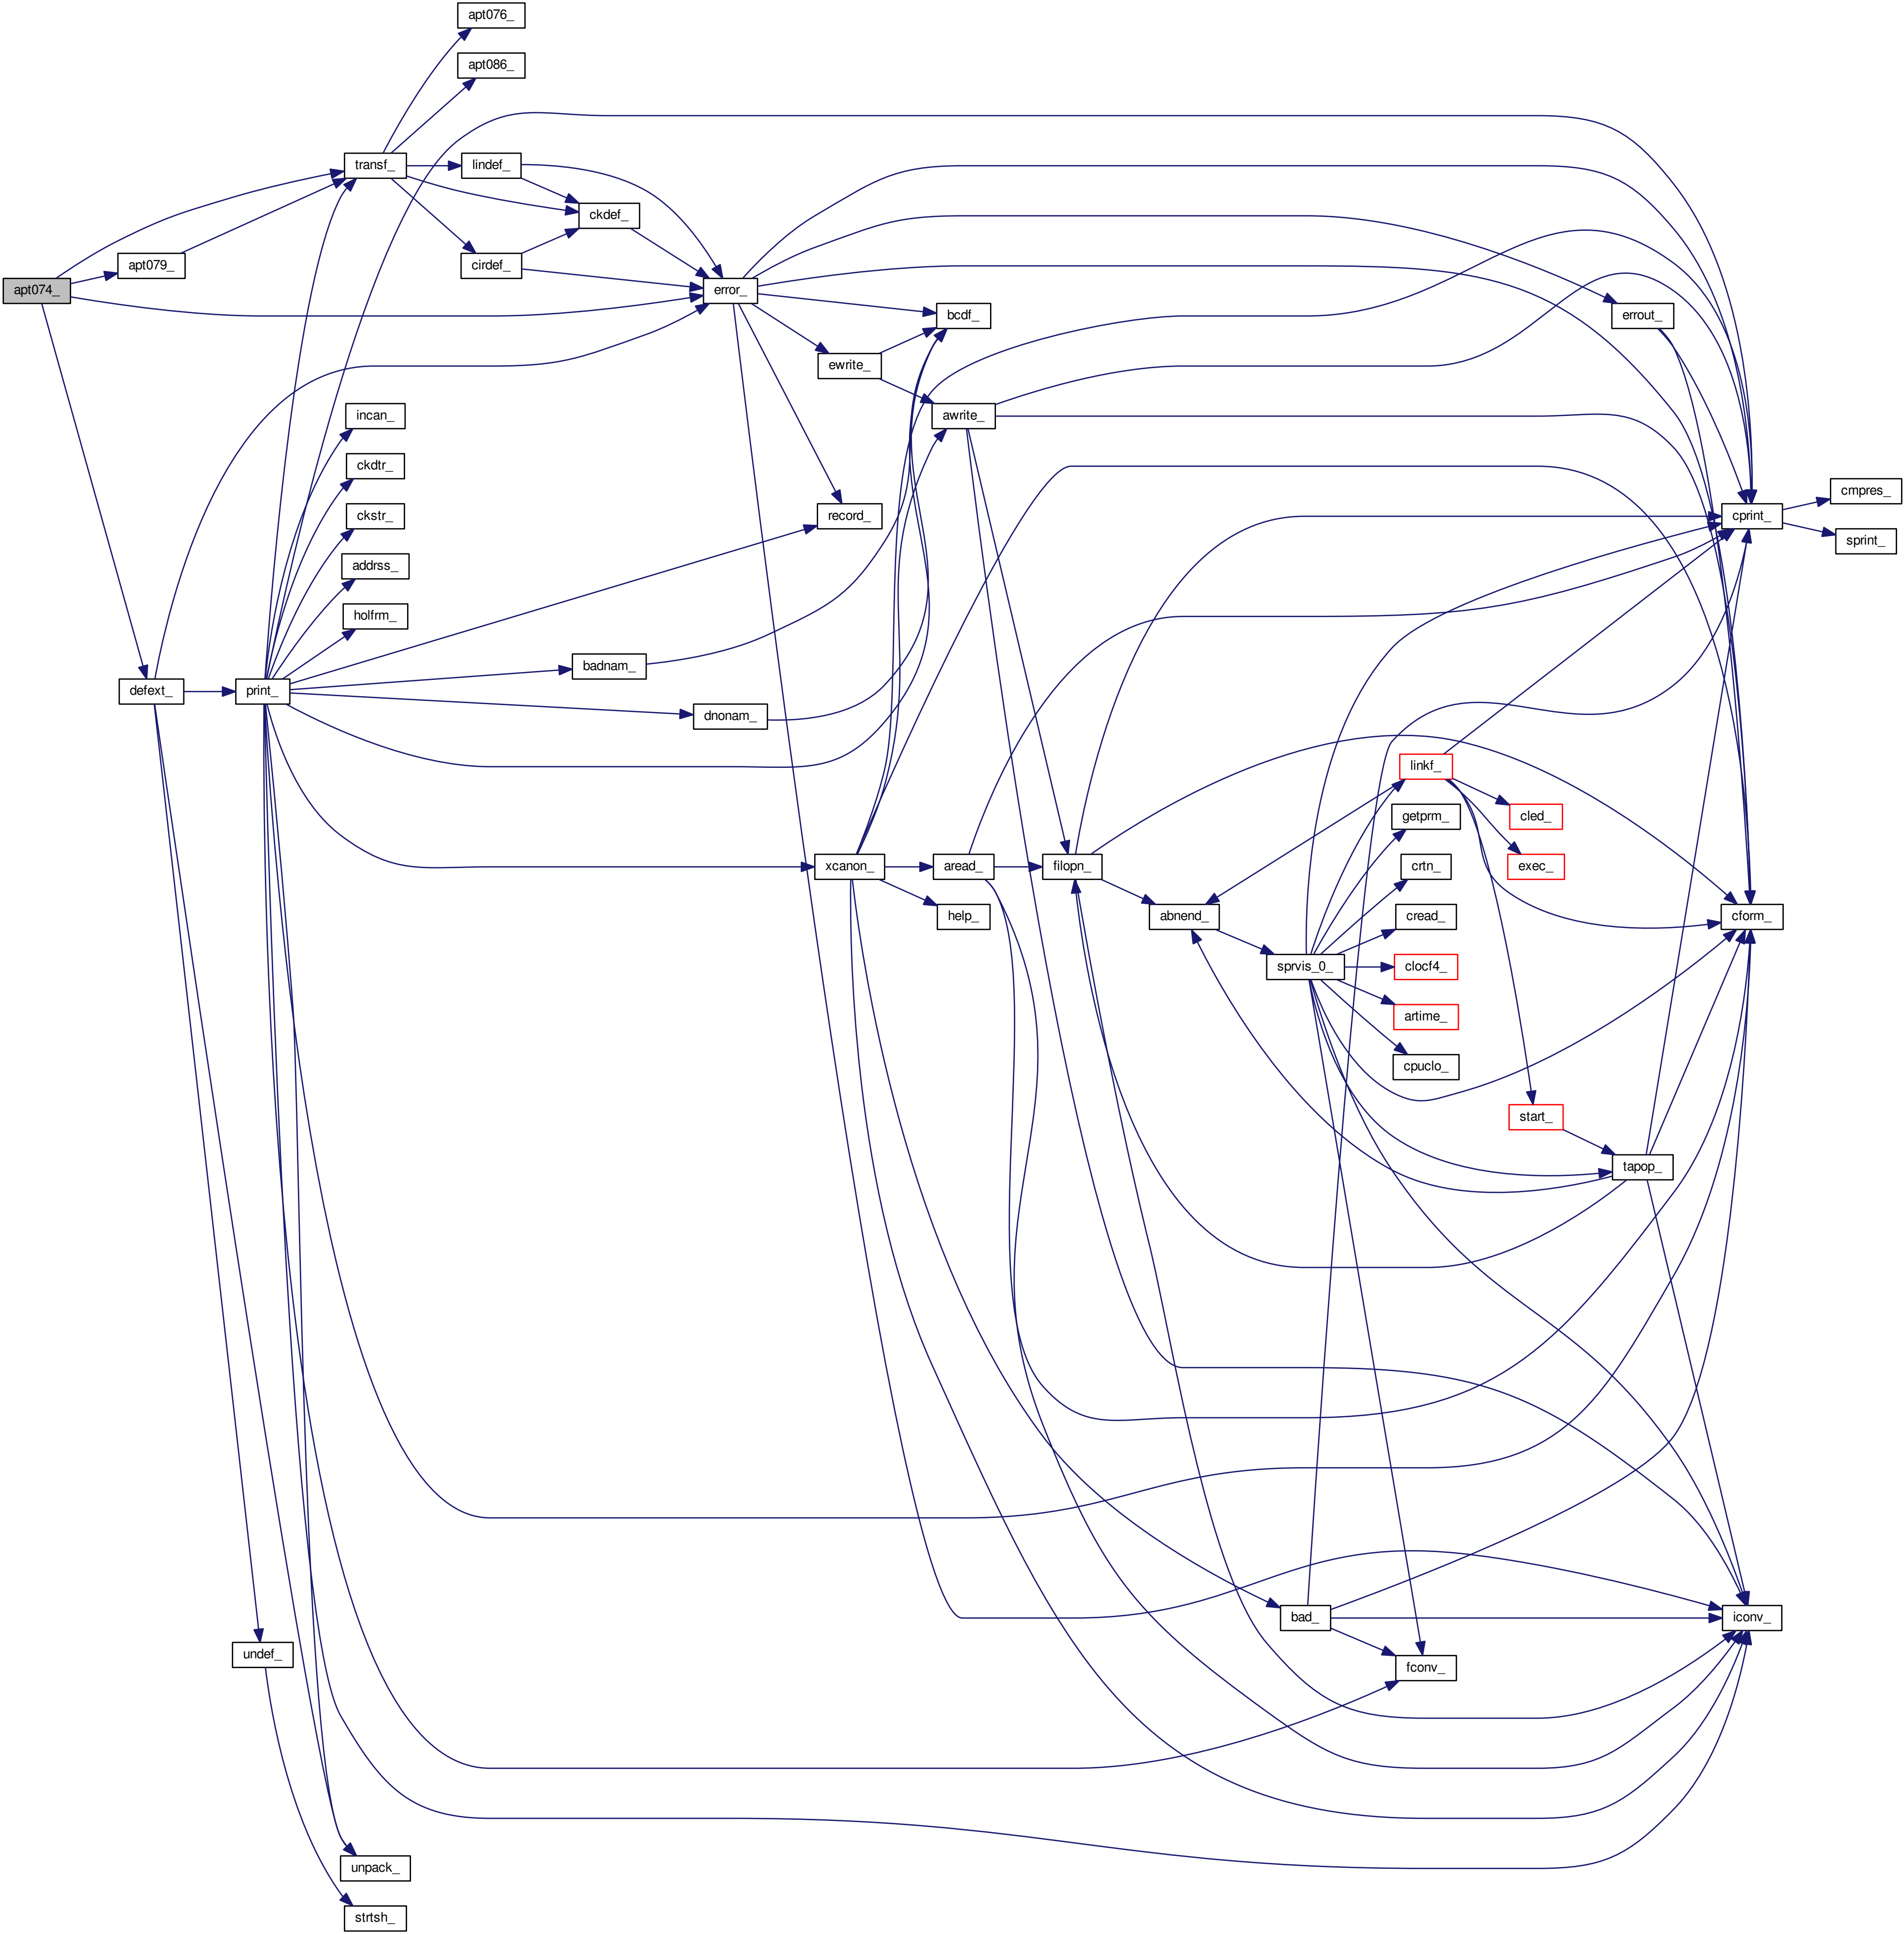 apt076_
apt086_
transf_
lindef_
ckdef_
apt079_
cirdef_
apt074_
error_
bcdf_
errout_
ewrite_
incan_
awrite_
ckdtr_
cmpres_
ckstr_
record_
cprint_
sprint_
addrss_
holfrm_
badnam_
defext_
print_
dnonam_
linkf_
getprm_
cled_
xcanon_
aread_
filopn_
crtn_
exec_
help_
abnend_
cread_
cform_
sprvis_0_
clocf4_
artime_
cpuclo_
start_
tapop_
bad_
iconv_
undef_
fconv_
unpack_
strtsh_